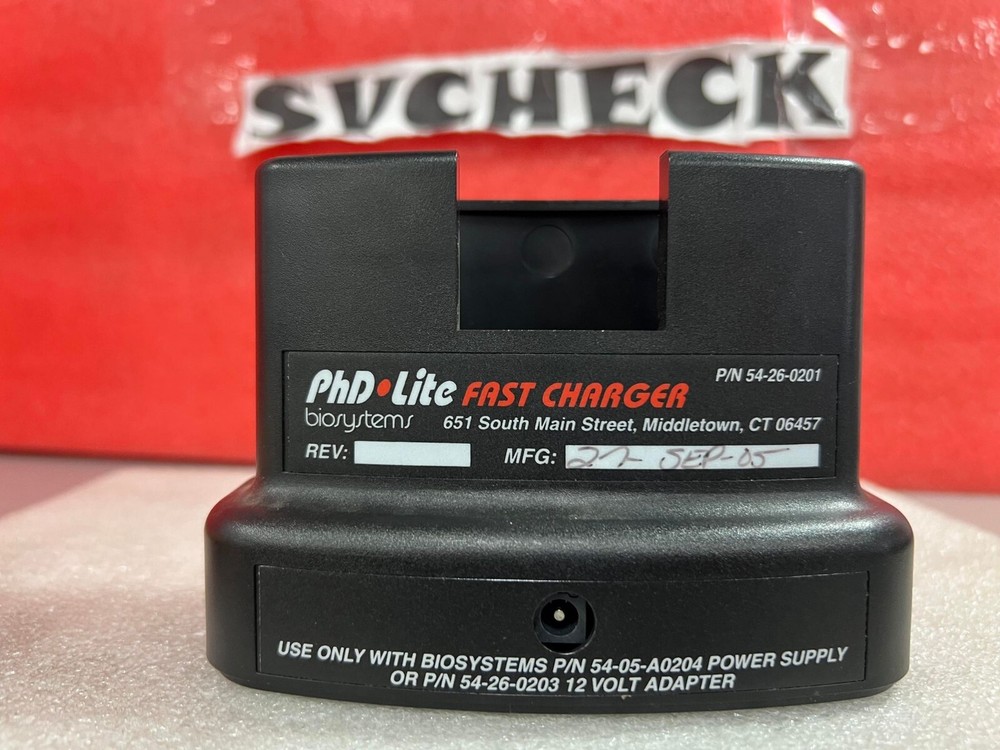 SVCHECK
PhD•Lite FAST CHARGER P/N 54-26-0201
biosystems 651 South Main Street, Middletown, CT 06457
REV: MFG: 27-SEP-05
USE ONLY WITH BIOSYSTEMS P/N 54-05-A0204 POWER SUPPLY
OR P/N 54-26-0203 12 VOLT ADAPTER